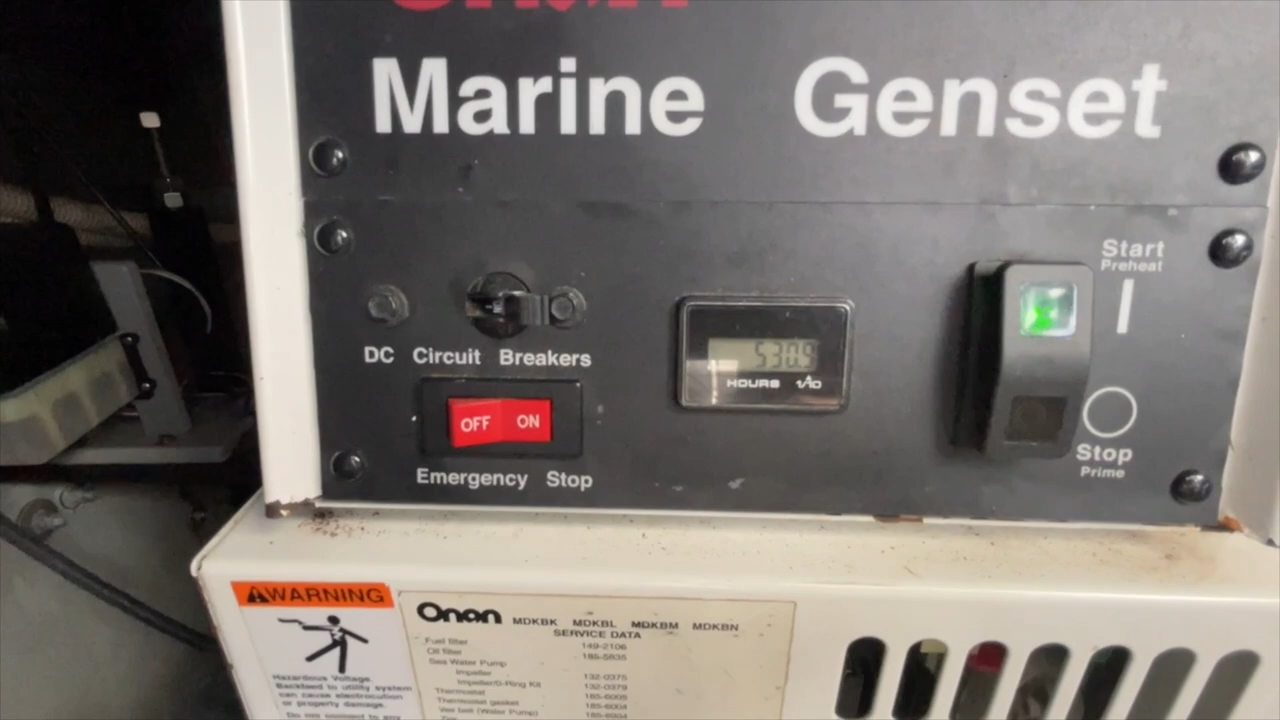 Onan
Marine Genset
Start
Preheat
DC Circuit Breakers
530.9
HOURS 1/10
OFF ON
Emergency Stop
Stop
Prime
WARNING
Hazardous Voltage.
Backfeed to utility system
can cause electrocution
or property damage.
Onan MDKBK MDKBL MDKBM MDKBN
SERVICE DATA
Fuel filter 149-2106
Oil filter 185-5835
Sea Water Pump
Impeller 132-0375
Impeller/O-Ring Kit 132-0379
Thermostat 185-6005
Thermostat gasket 185-6004